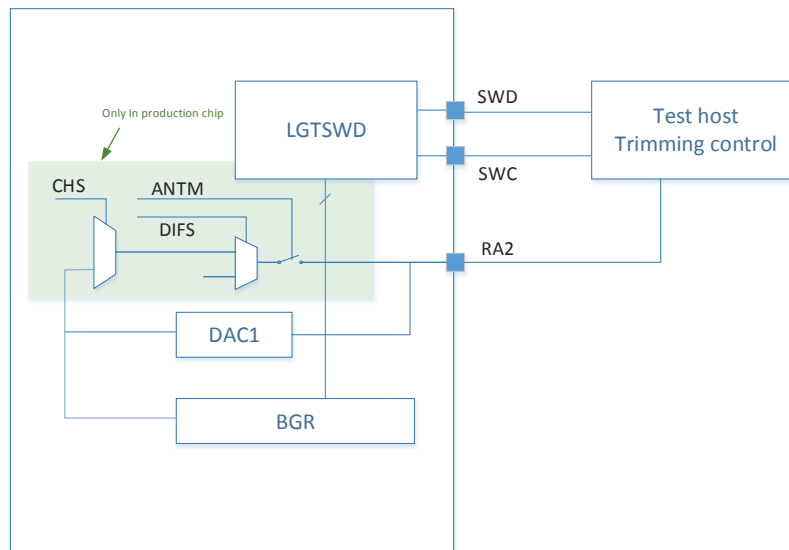 Only In production chip
LGTSWD
SWD
Test host
Trimming control
SWC
CHS
ANTM
DIFS
RA2
DAC1
BGR